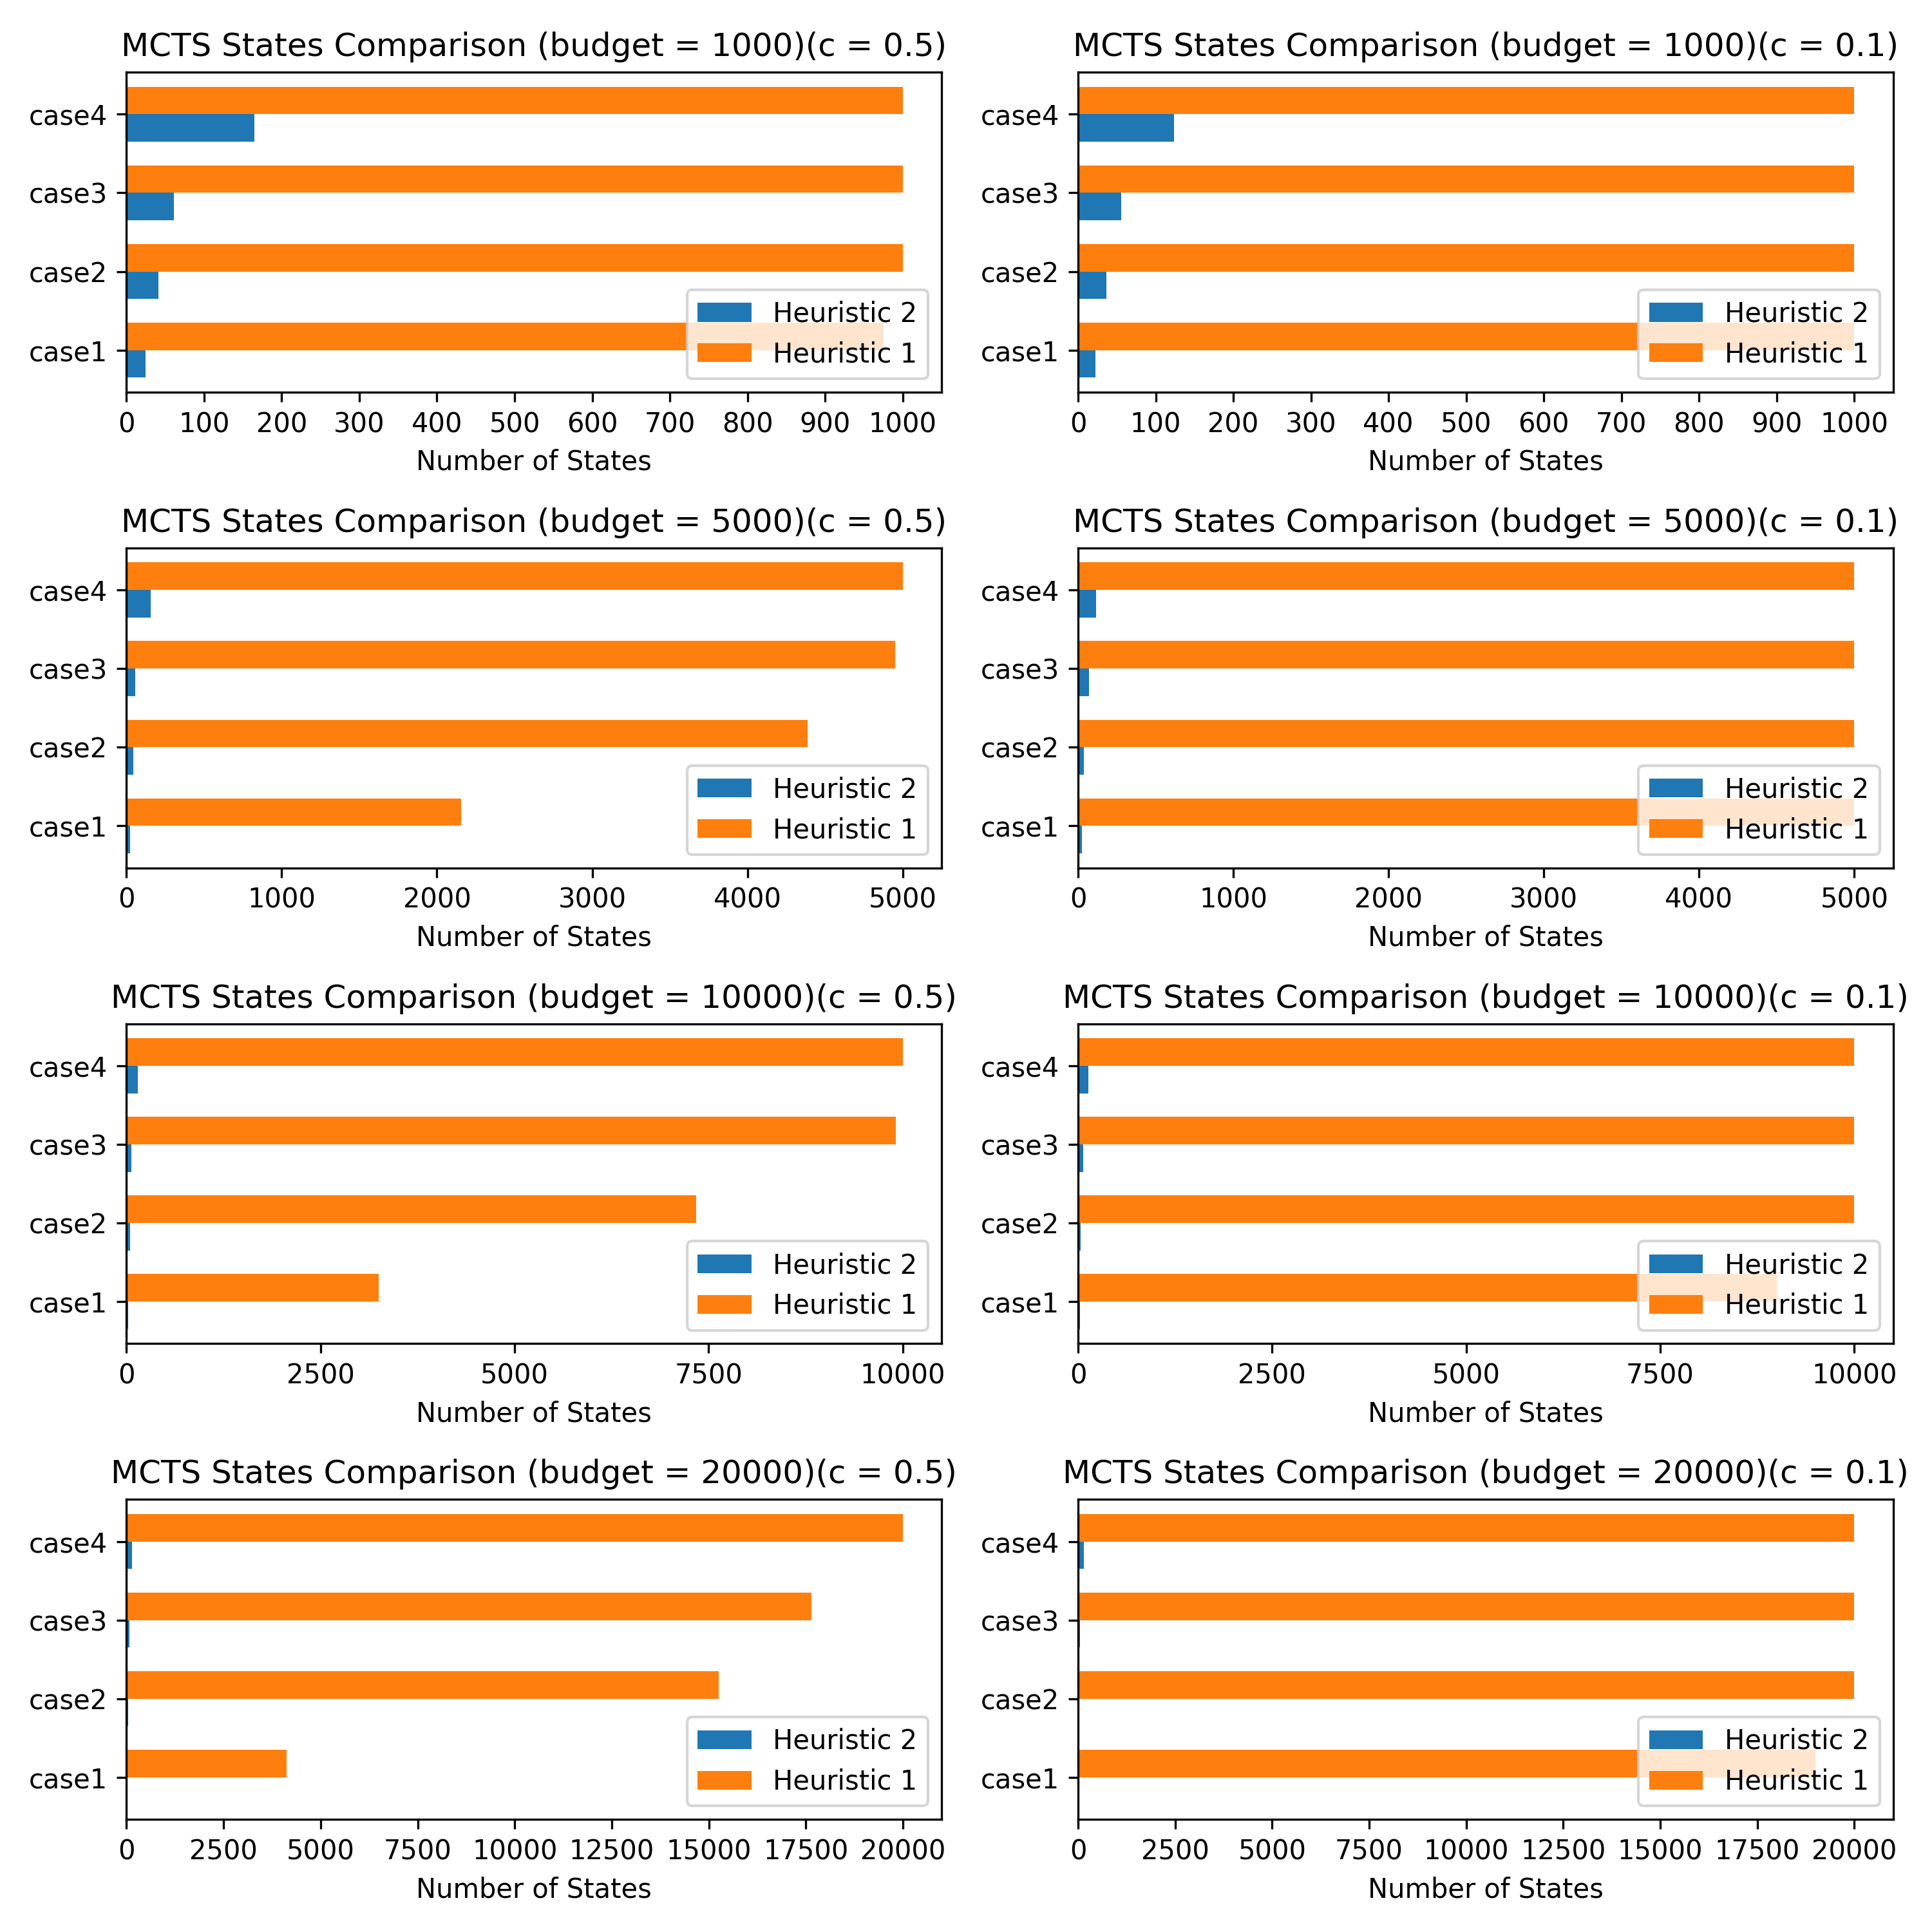 MCTS States Comparison (budget = 1000)(c = 0.5)
case4
case3
case2
case1
Heuristic 2
Heuristic 1
0 100 200 300 400 500 600 700 800 900 1000
Number of States
MCTS States Comparison (budget = 1000)(c = 0.1)
case4
case3
case2
case1
Heuristic 2
Heuristic 1
0 100 200 300 400 500 600 700 800 900 1000
Number of States
MCTS States Comparison (budget = 5000)(c = 0.5)
case4
case3
case2
case1
Heuristic 2
Heuristic 1
0 1000 2000 3000 4000 5000
Number of States
MCTS States Comparison (budget = 5000)(c = 0.1)
case4
case3
case2
case1
Heuristic 2
Heuristic 1
0 1000 2000 3000 4000 5000
Number of States
MCTS States Comparison (budget = 10000)(c = 0.5)
case4
case3
case2
case1
Heuristic 2
Heuristic 1
0 2500 5000 7500 10000
Number of States
MCTS States Comparison (budget = 10000)(c = 0.1)
case4
case3
case2
case1
Heuristic 2
Heuristic 1
0 2500 5000 7500 10000
Number of States
MCTS States Comparison (budget = 20000)(c = 0.5)
case4
case3
case2
case1
Heuristic 2
Heuristic 1
0 2500 5000 7500 10000 12500 15000 17500 20000
Number of States
MCTS States Comparison (budget = 20000)(c = 0.1)
case4
case3
case2
case1
Heuristic 2
Heuristic 1
0 2500 5000 7500 10000 12500 15000 17500 20000
Number of States